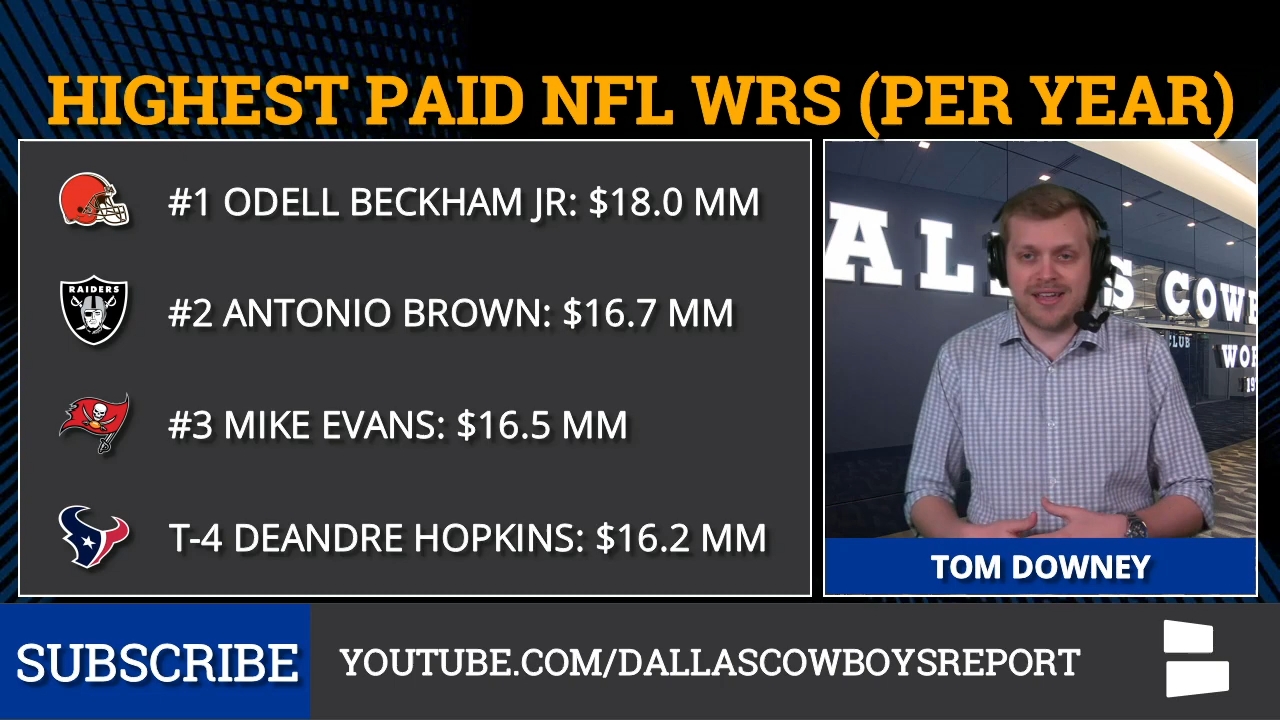 HIGHEST PAID NFL WRS (PER YEAR)
#1 ODELL BECKHAM JR: $18.0 MM
RAIDERS
#2 ANTONIO BROWN: $16.7 MM
#3 MIKE EVANS: $16.5 MM
T-4 DEANDRE HOPKINS: $16.2 MM
CLUB
TOM DOWNEY
SUBSCRIBE
YOUTUBE.COM/DALLASCOWBOYSREPORT